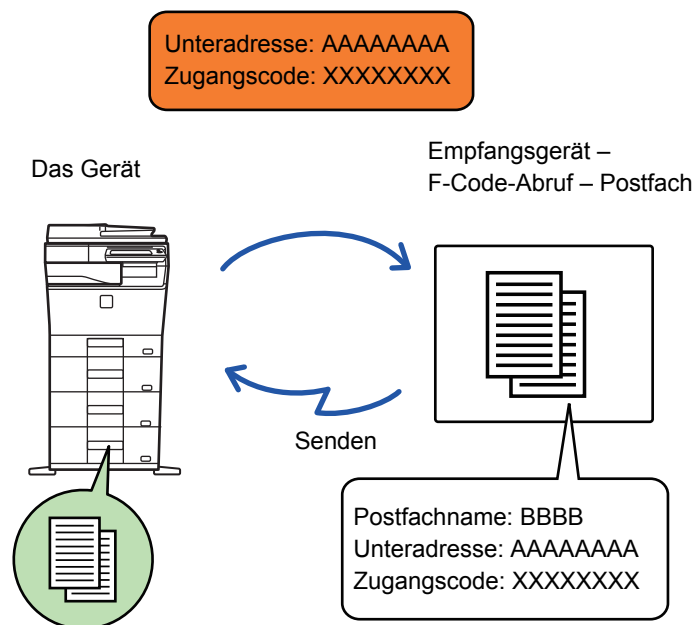 Unteradresse: AAAAAAAA
Zugangscode: XXXXXXXX
Das Gerät
Empfangsgerät –
F-Code-Abruf – Postfach
Senden
Postfachname: BBBB
Unteradresse: AAAAAAAA
Zugangscode: XXXXXXXX